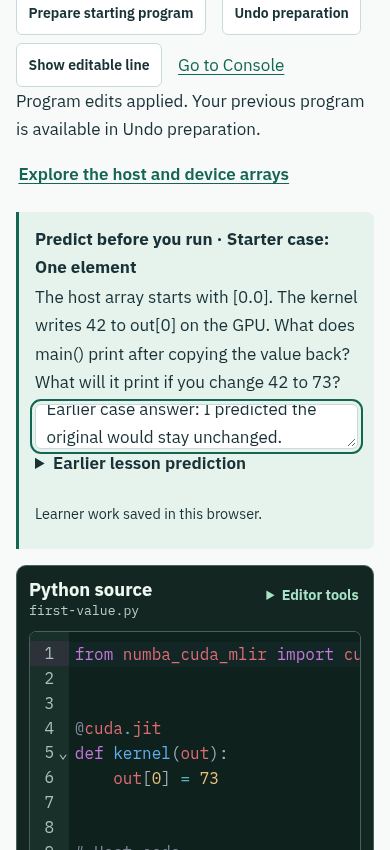 Prepare starting program Undo preparation
Show editable line Go to Console
Program edits applied. Your previous program
is available in Undo preparation.
Explore the host and device arrays
Predict before you run · Starter case:
One element
The host array starts with [0.0]. The kernel
writes 42 to out[0] on the GPU. What does
main() print after copying the value back?
What will it print if you change 42 to 73?
Earlier case answer: I predicted the
original would stay unchanged.
▶ Earlier lesson prediction
Learner work saved in this browser.
Python source
first-value.py
▶ Editor tools
1 from numba_cuda_mlir import cu
2
3
4 @cuda.jit
5 def kernel(out):
6     out[0] = 73
7
8